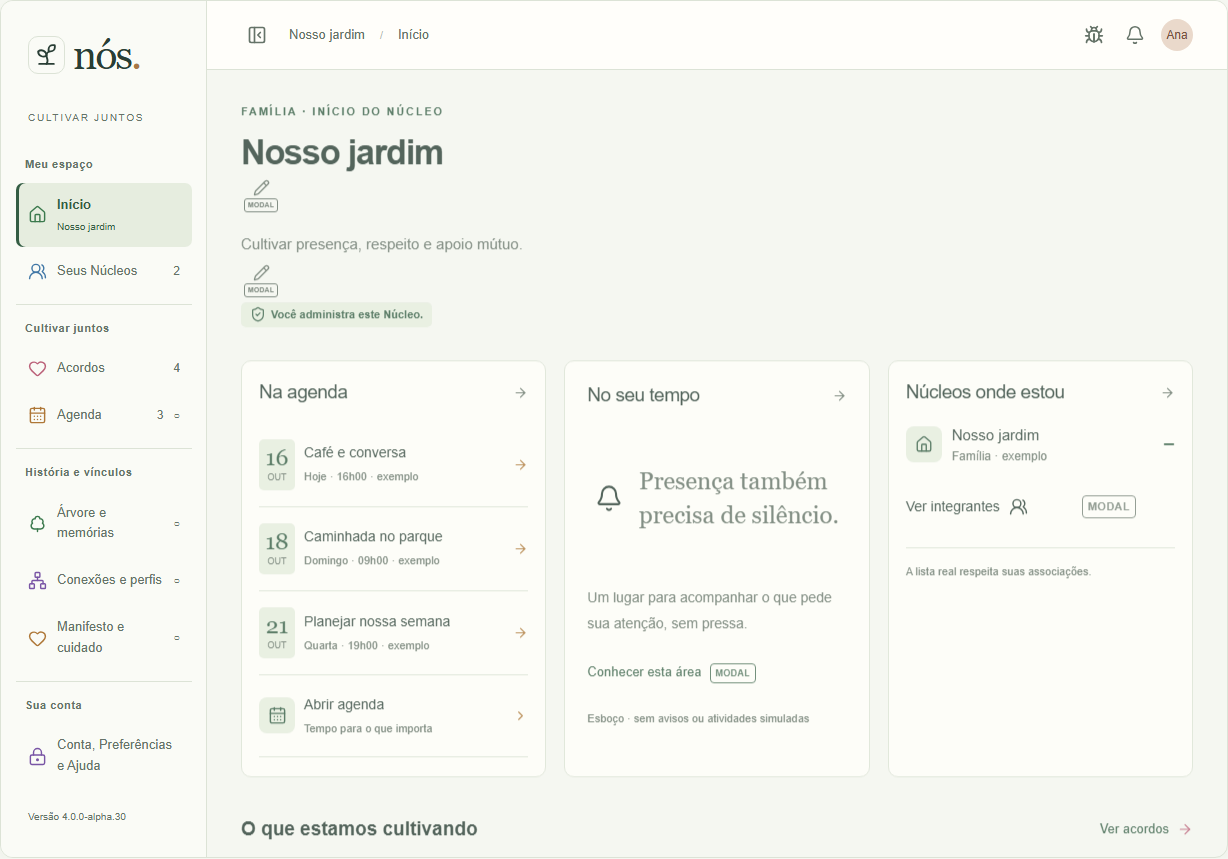 nós.
CULTIVAR JUNTOS
Meu espaço
Início
Nosso jardim
Seus Núcleos 2
Cultivar juntos
Acordos 4
Agenda 3
História e vínculos
Árvore e
memórias
Conexões e perfis
Manifesto e
cuidado
Sua conta
Conta, Preferências
e Ajuda
Versão 4.0.0-alpha.30
Nosso jardim / Início
Ana
FAMÍLIA · INÍCIO DO NÚCLEO
Nosso jardim
MODAL
Cultivar presença, respeito e apoio mútuo.
MODAL
Você administra este Núcleo.
Na agenda
16 OUT
Café e conversa
Hoje · 16h00 · exemplo
18 OUT
Caminhada no parque
Domingo · 09h00 · exemplo
21 OUT
Planejar nossa semana
Quarta · 19h00 · exemplo
Abrir agenda
Tempo para o que importa
No seu tempo
Presença também
precisa de silêncio.
Um lugar para acompanhar o que pede
sua atenção, sem pressa.
Conhecer esta área MODAL
Esboço · sem avisos ou atividades simuladas
Núcleos onde estou
Nosso jardim
Família · exemplo
Ver integrantes MODAL
A lista real respeita suas associações.
O que estamos cultivando
Ver acordos